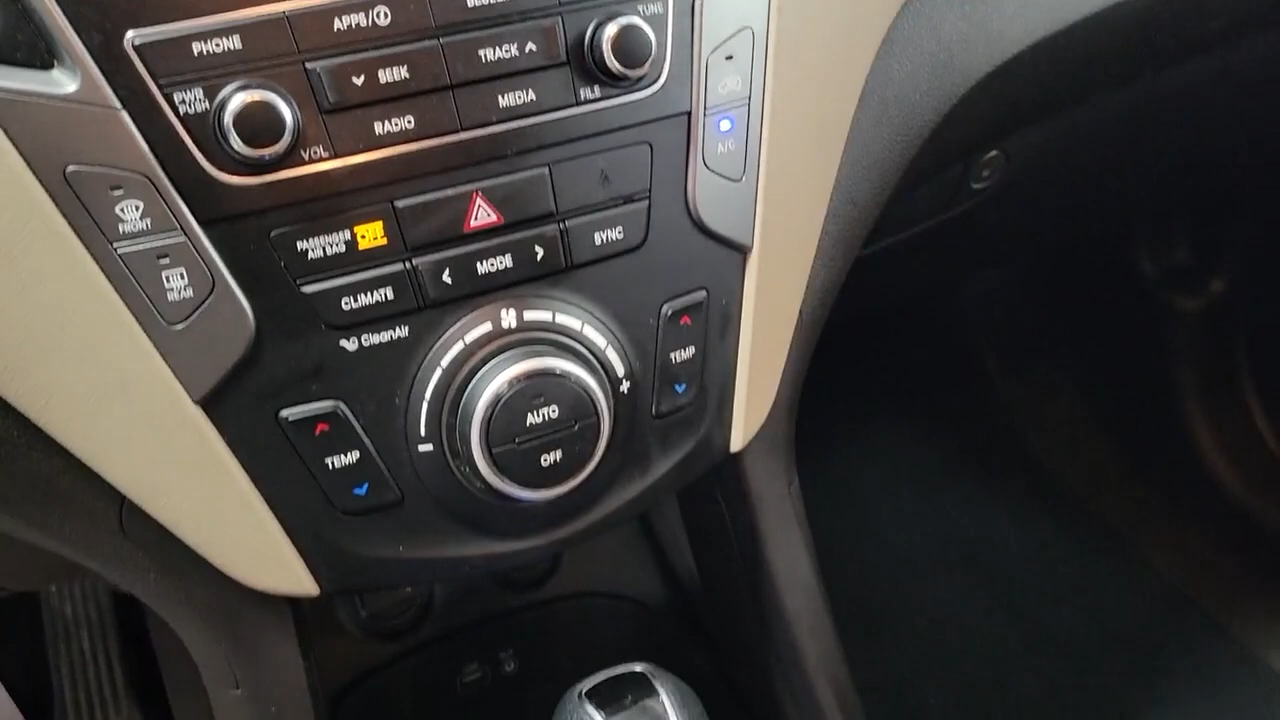 APPS/i
TUNE
PHONE
TRACK
SEEK
PWR
PUSH
MEDIA
FILE
RADIO
VOL
A/C
FRONT
PASSENGER
AIR BAG
OFF
SYNC
MODE
REAR
CLIMATE
CleanAir
TEMP
+
AUTO
-
TEMP
OFF